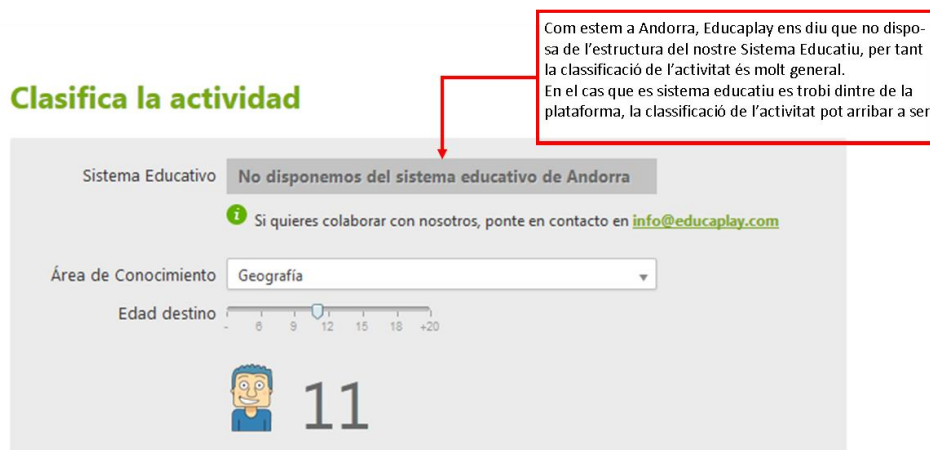 Com estem a Andorra, Educaplay ens diu que no dispo-
sa de l'estructura del nostre Sistema Educatiu, per tant
la classificació de l'activitat és molt general.
En el cas que es sistema educatiu es trobi dintre de la
plataforma, la classificació de l'activitat pot arribar a ser
Clasifica la actividad
Sistema Educativo No disponemos del sistema educativo de Andorra
i Si quieres colaborar con nosotros, ponte en contacto en info@educaplay.com
Área de Conocimiento Geografía
Edad destino
- 6 9 12 15 18 +20
11